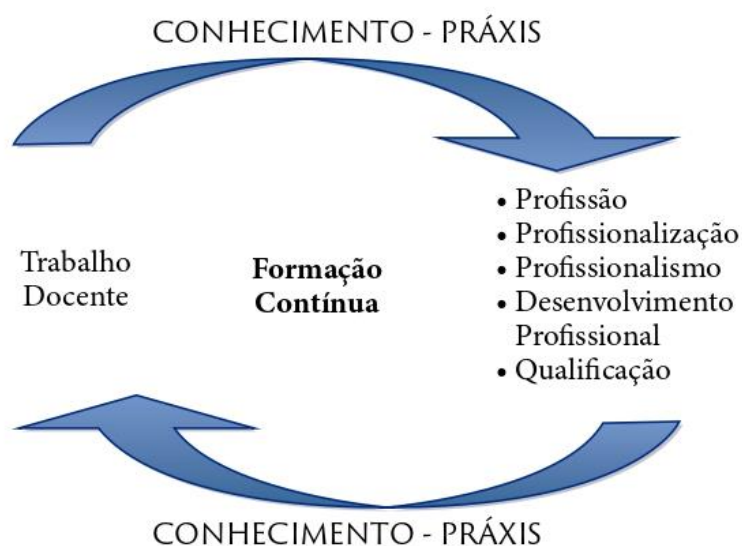 CONHECIMENTO - PRÁXIS
Trabalho
Docente
Formação
Contínua
• Profissão
• Profissionalização
• Profissionalismo
• Desenvolvimento
Profissional
• Qualificação
CONHECIMENTO - PRÁXIS